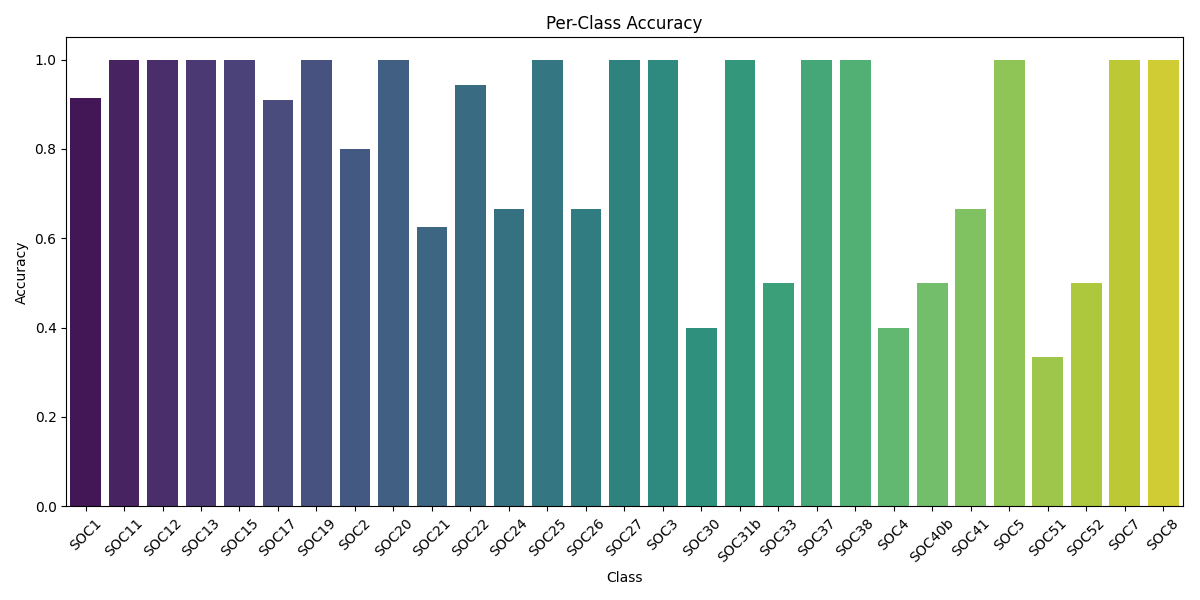 Per-Class Accuracy
Accuracy
1.0
0.8
0.6
0.4
0.2
0.0
SOC1 SOC11 SOC12 SOC13 SOC15 SOC17 SOC19 SOC2 SOC20 SOC21 SOC22 SOC24 SOC25 SOC26 SOC27 SOC3 SOC30 SOC31b SOC33 SOC37 SOC38 SOC4 SOC40b SOC41 SOC5 SOC51 SOC52 SOC7 SOC8
Class